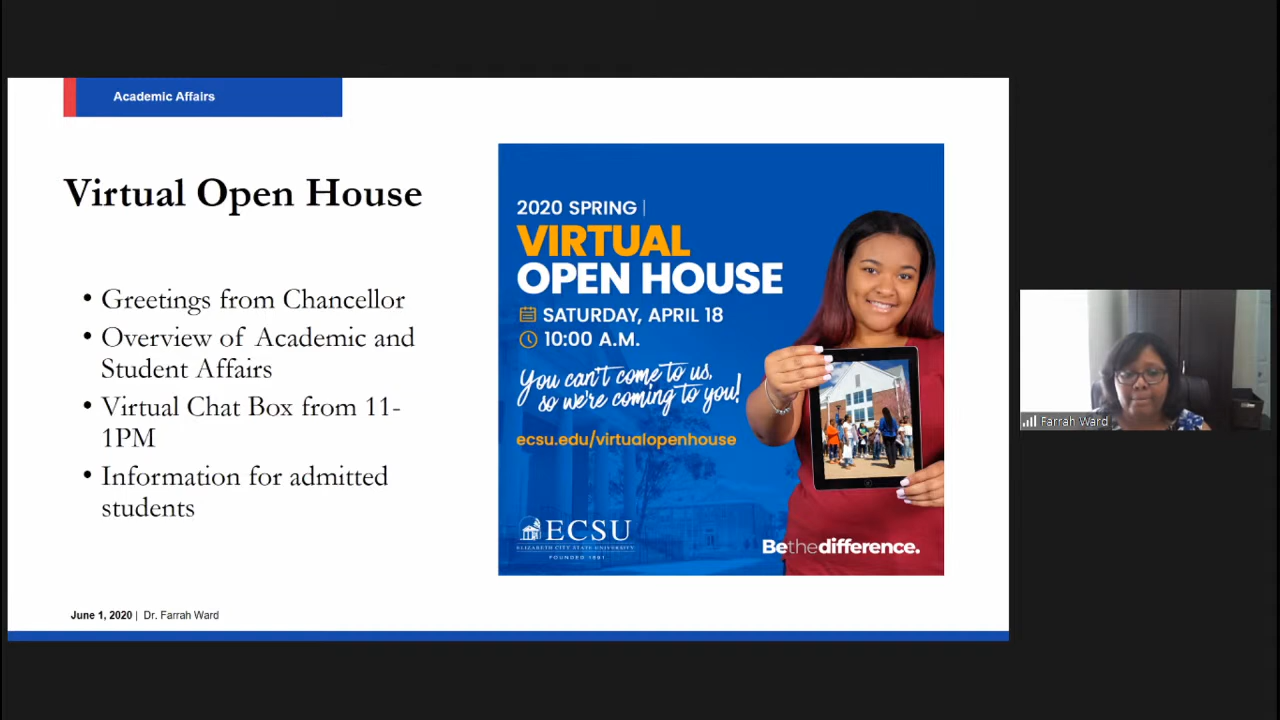 Academic Affairs
Virtual Open House
• Greetings from Chancellor
• Overview of Academic and
Student Affairs
• Virtual Chat Box from 11-
1PM
• Information for admitted
students
2020 SPRING |
VIRTUAL
OPEN HOUSE
SATURDAY, APRIL 18
10:00 A.M.
You can't come to us,
so we're coming to you!
ecsu.edu/virtualopenhouse
ECSU
ELIZABETH CITY STATE UNIVERSITY
FOUNDED 1891
Bethedifference.
June 1, 2020 | Dr. Farrah Ward
Farrah Ward